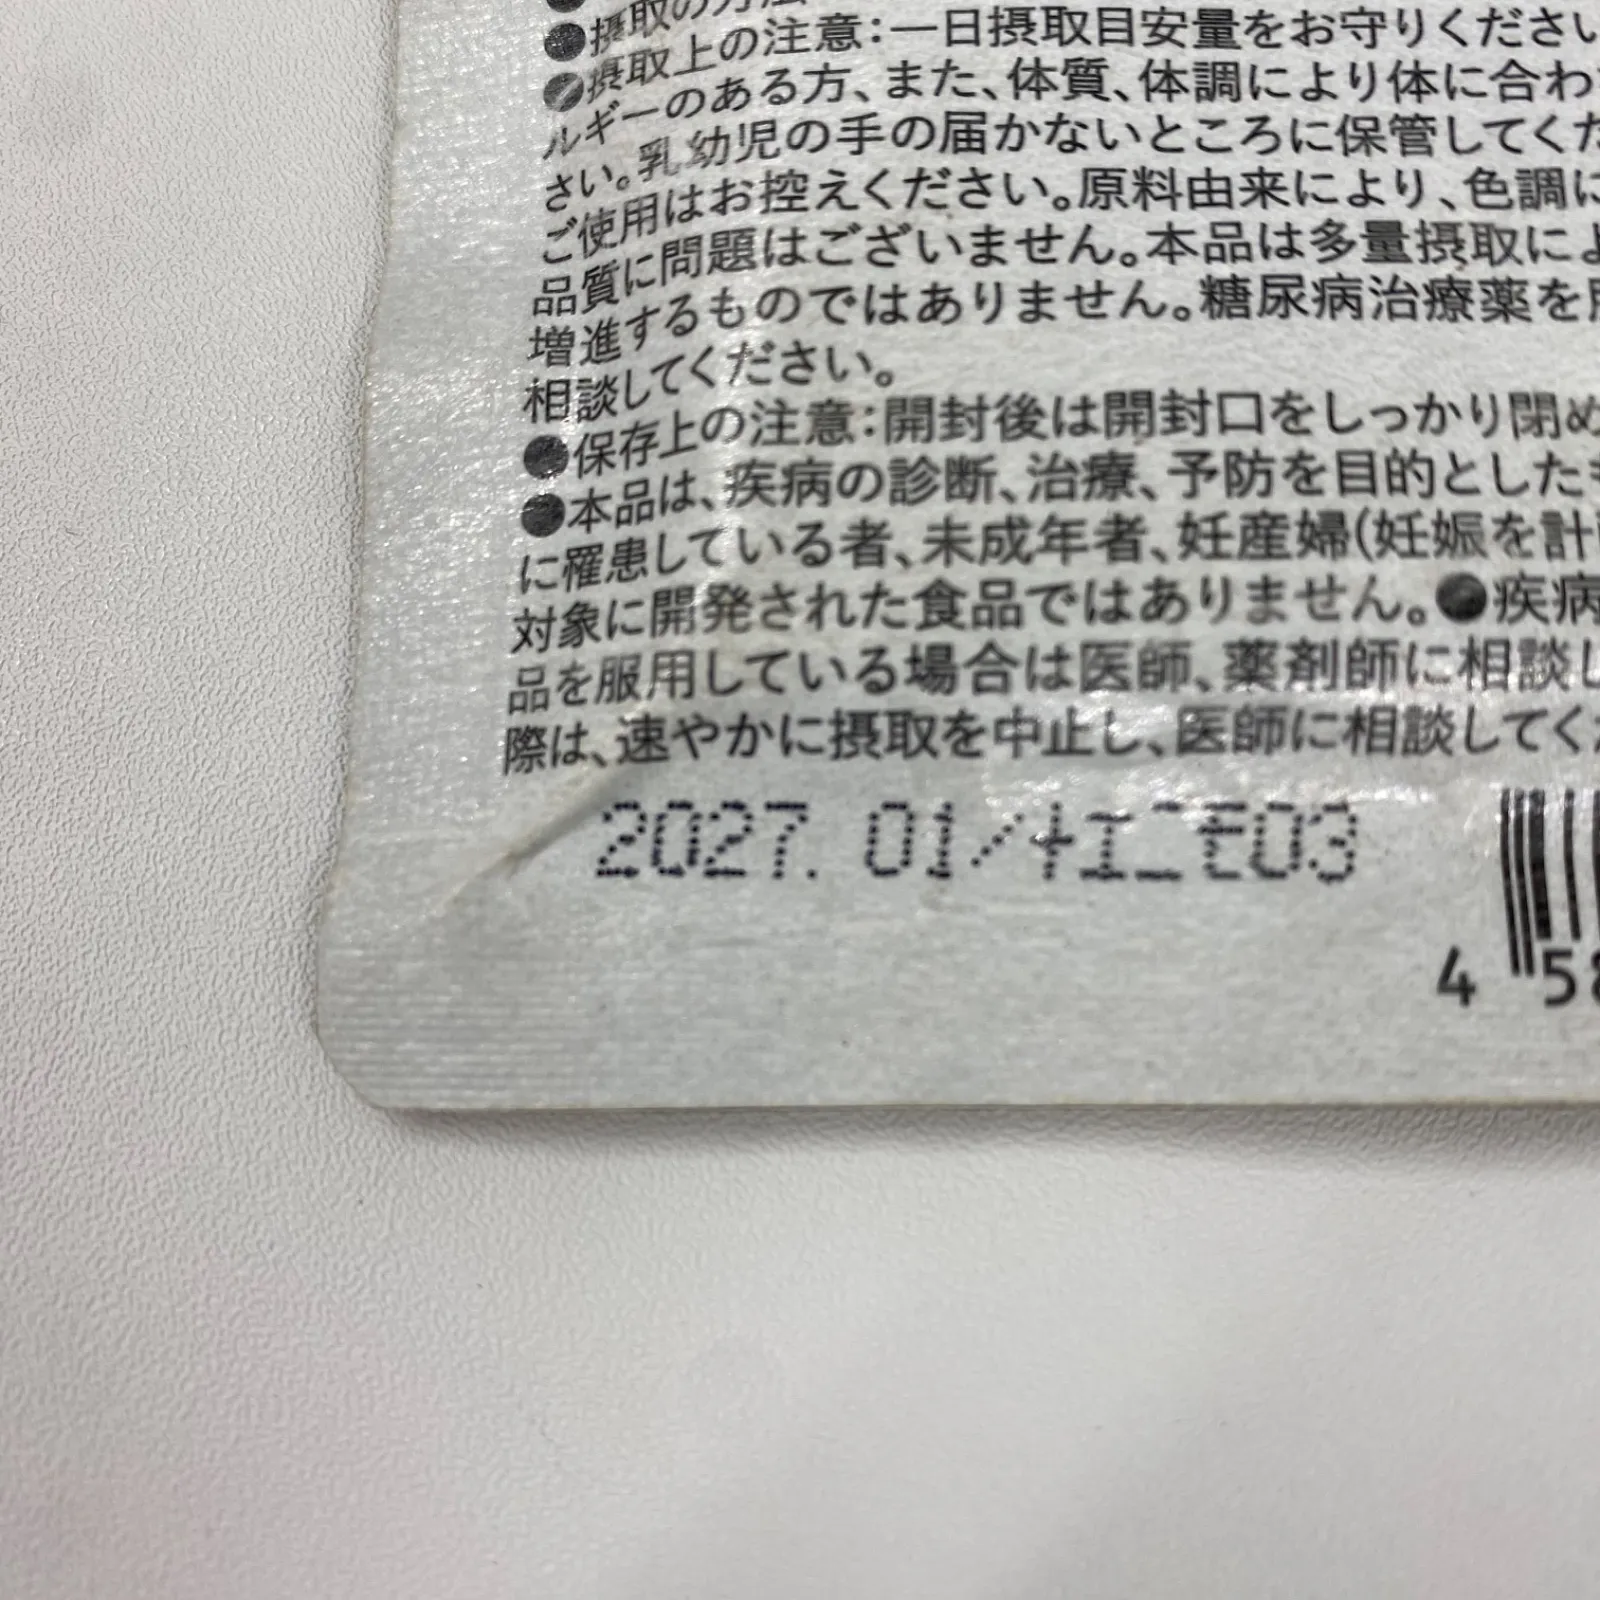 ●摂取の方法
●摂取上の注意:一日摂取目安量をお守りください
ルギーのある方、また、体質、体調により体に合わ
さい。乳幼児の手の届かないところに保管してくだ
ご使用はお控えください。原料由来により、色調に
品質に問題はございません。本品は多量摂取によ
増進するものではありません。糖尿病治療薬を服
相談してください。
●保存上の注意:開封後は開封口をしっかり閉め
●本品は、疾病の診断、治療、予防を目的としたも
に罹患している者、未成年者、妊産婦(妊娠を計画
対象に開発された食品ではありません。●疾病
品を服用している場合は医師、薬剤師に相談し
際は、速やかに摂取を中止し、医師に相談してくだ
2027. 01/サエニモ03
4 58